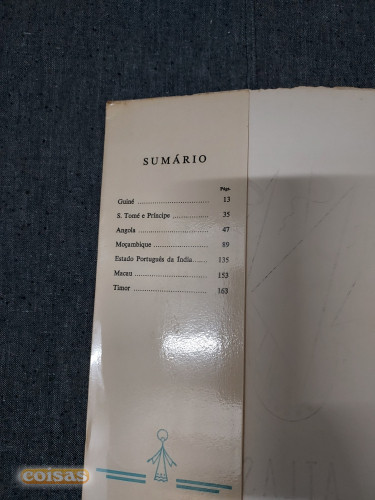 SUMÁRIO
Págs.
Guiné 13
S. Tomé e Príncipe 35
Angola 47
Moçambique 89
Estado Português da Índia 135
Macau 153
Timor 163
coisas